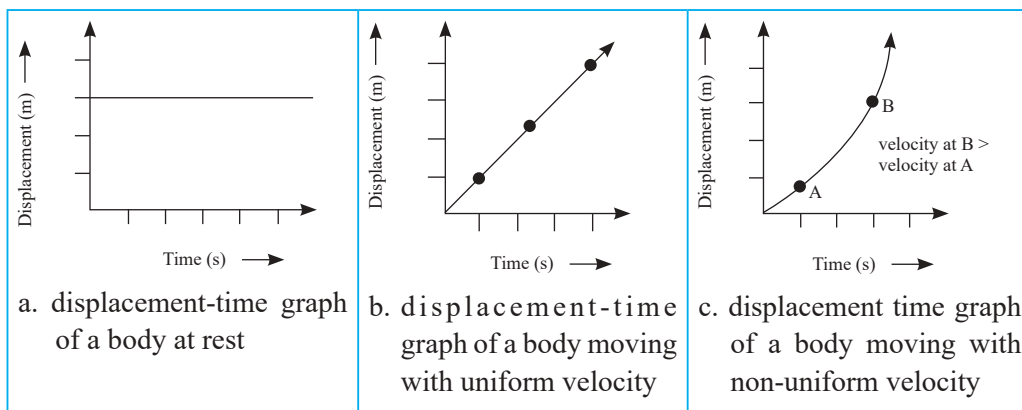 Displacement (m)
Time (s)
a. displacement-time graph
of a body at rest
Displacement (m)
Time (s)
b. displacement-time
graph of a body moving
with uniform velocity
Displacement (m)
B
velocity at B >
velocity at A
A
Time (s)
c. displacement time graph
of a body moving with
non-uniform velocity